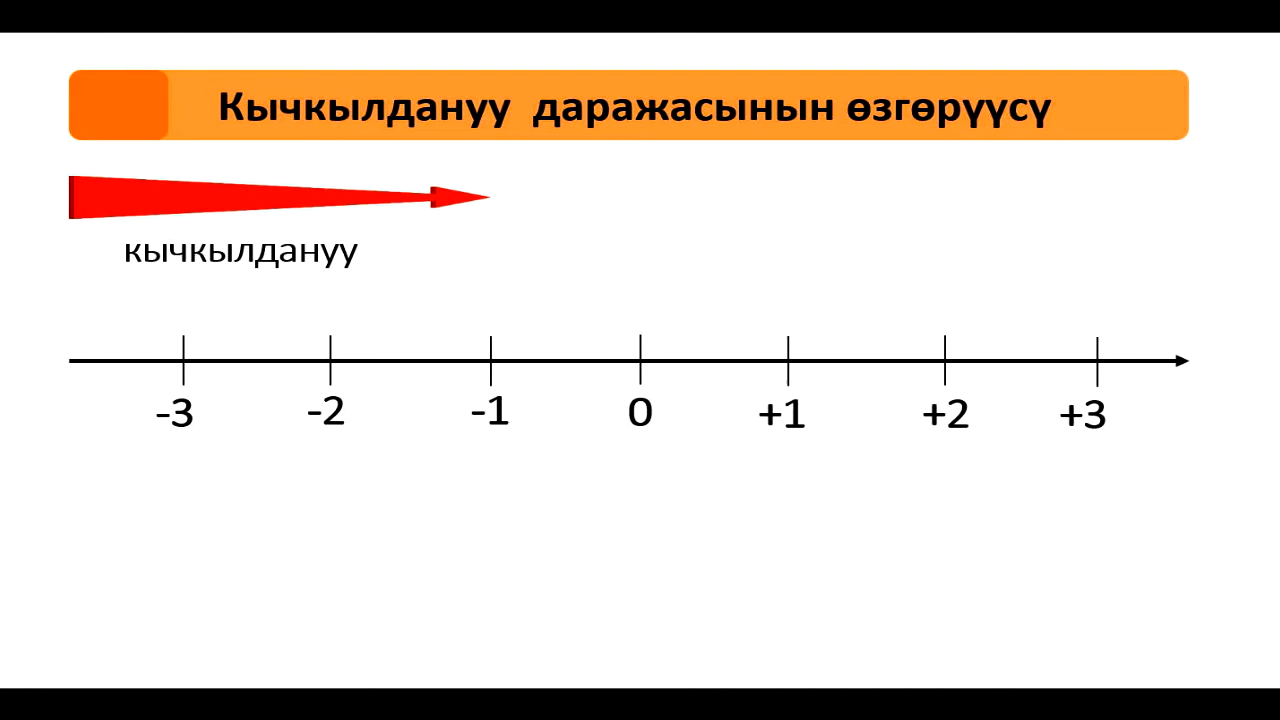 Кычкылдануу даражасынын өзгөрүүсү
кычкылдануу
-3 -2 -1 0 +1 +2 +3